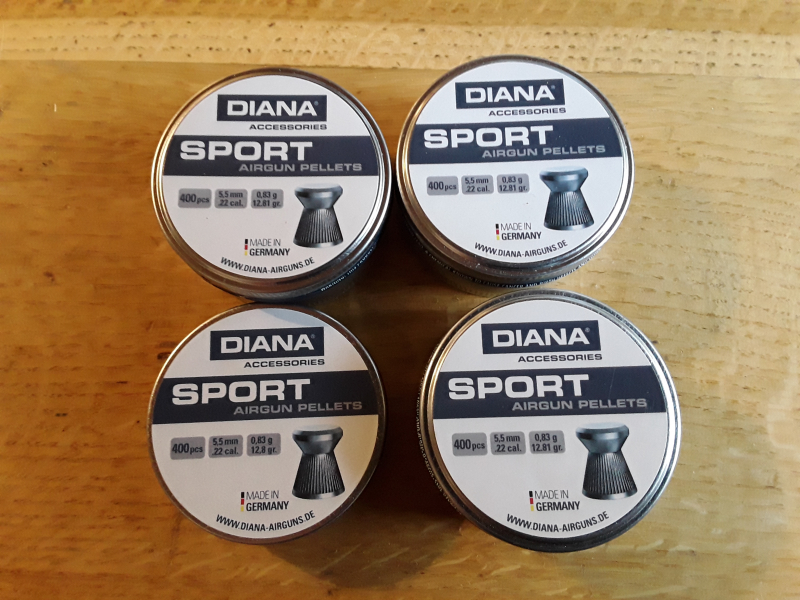 DIANA®
ACCESSORIES
SPORT
AIRGUN PELLETS
400 pcs
5,5 mm
.22 cal.
0,83 g
12.81 gr.
MADE IN
GERMANY
WWW.DIANA-AIRGUNS.DE
DIANA®
ACCESSORIES
SPORT
AIRGUN PELLETS
400 pcs
5,5 mm
.22 cal.
0,83 g
12.81 gr.
MADE IN
GERMANY
WWW.DIANA-AIRGUNS.DE
DIANA®
ACCESSORIES
SPORT
AIRGUN PELLETS
400 pcs
5,5 mm
.22 cal.
0,83 g
12,8 gr.
MADE IN
GERMANY
WWW.DIANA-AIRGUNS.DE
DIANA®
ACCESSORIES
SPORT
AIRGUN PELLETS
400 pcs
5,5 mm
.22 cal.
0,83 g
12.81 gr.
MADE IN
GERMANY
WWW.DIANA-AIRGUNS.DE